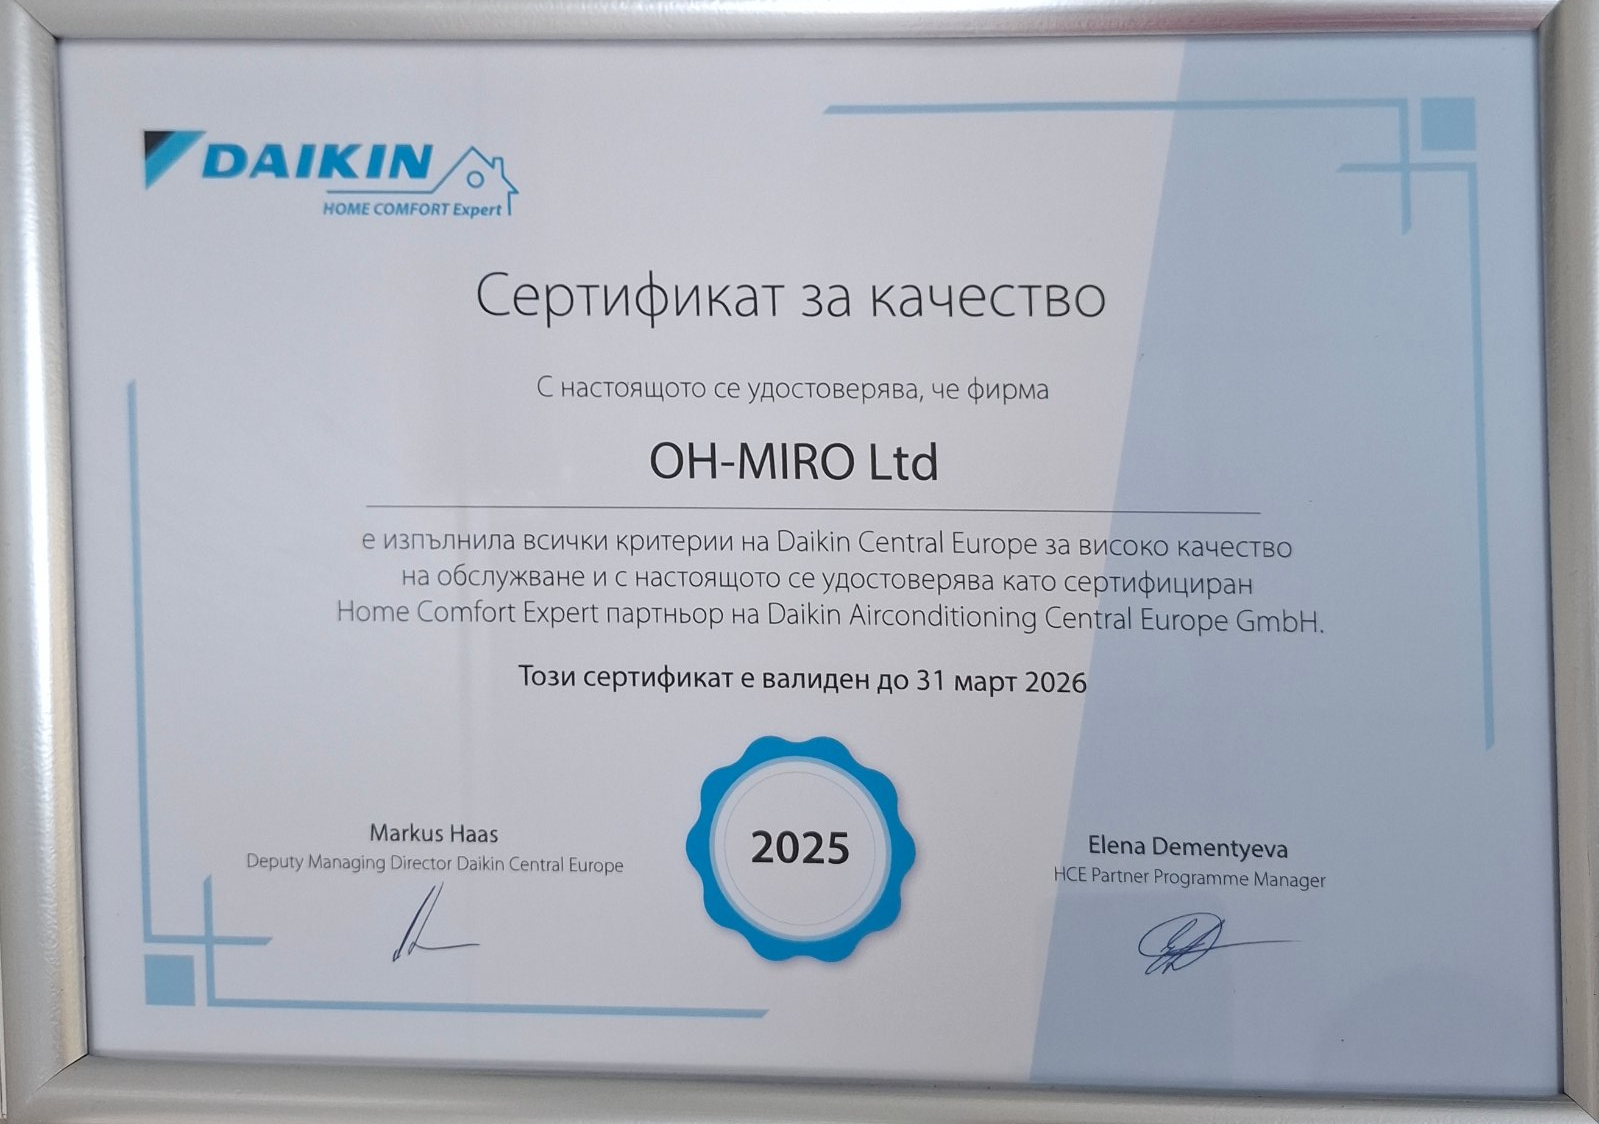 DAIKIN
HOME COMFORT Expert
Сертификат за качество
С настоящото се удостоверява, че фирма
OH-MIRO Ltd
е изпълнила всички критерии на Daikin Central Europe за високо качество
на обслужване и с настоящото се удостоверява като сертифициран
Home Comfort Expert партньор на Daikin Airconditioning Central Europe GmbH.
Този сертификат е валиден до 31 март 2026
Markus Haas
Deputy Managing Director Daikin Central Europe
2025
Elena Dementyeva
HCE Partner Programme Manager